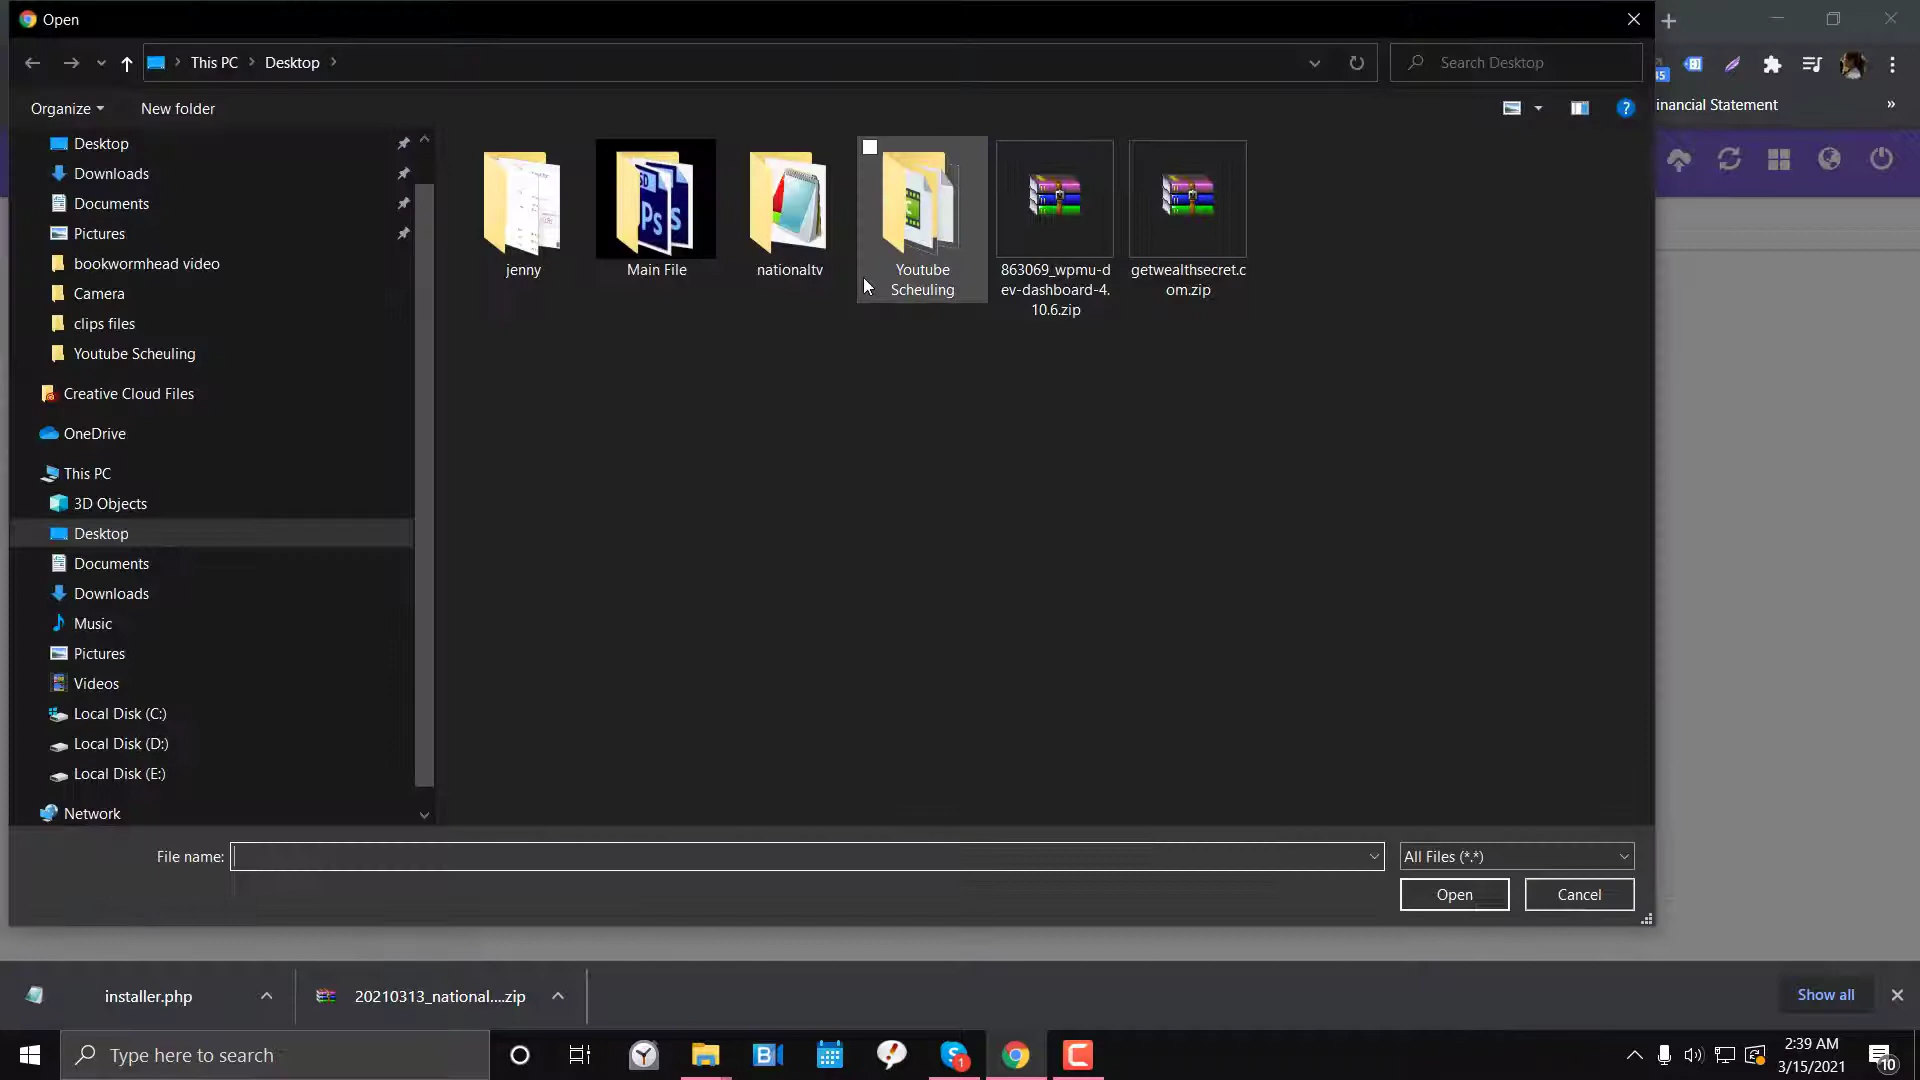 Open
This PC
Desktop
Search Desktop
45
inancial Statement
»
Organize
New folder
Desktop
Downloads
Documents
Pictures
bookwormhead video
Camera
clips files
Youtube Scheuling
Creative Cloud Files
OneDrive
This PC
3D Objects
Desktop
Documents
Downloads
Music
Pictures
Videos
Local Disk (C:)
Local Disk (D:)
Local Disk (E:)
Network
jenny
Main File
nationaltv
Youtube
Scheuling
863069_wpmu-d
ev-dashboard-4.
10.6.zip
getwealthsecret.c
om.zip
File name:
All Files (*.*)
Open
Cancel
installer.php
20210313_national....zip
Show all
Type here to search
2:39 AM
3/15/2021
10